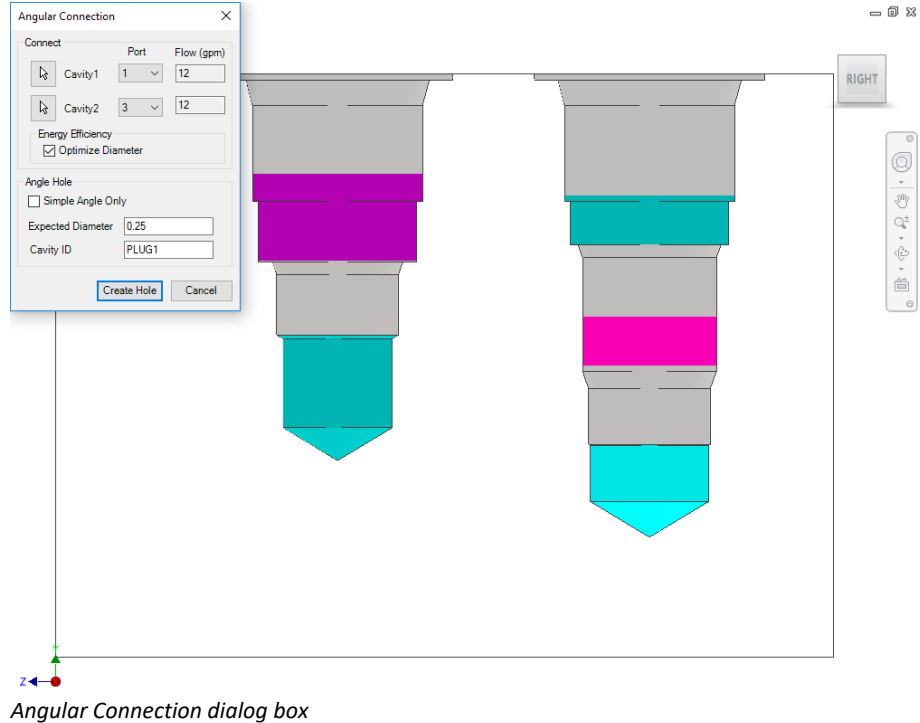 Angular Connection
Connect
Port Flow (gpm)
Cavity1 1 12
Cavity2 3 12
Energy Efficiency
Optimize Diameter
Angle Hole
Simple Angle Only
Expected Diameter 0.25
Cavity ID PLUG1
Create Hole Cancel
RIGHT
Z
Angular Connection dialog box